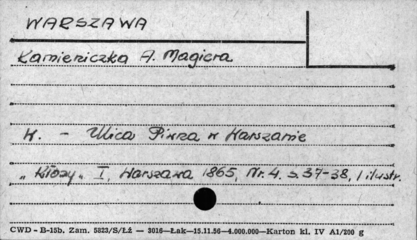 WARSZAWA
Kamieniczka A. Magiera
W. – Ulica Piwna w Warszawie
„Kłosy" I, Warszawa 1865, Nr. 4. s. 37-38, 1 ilustr.
CWD - B-15b, Zam. 5823/S/Łź — 3016—Łak—15.11.56—4.000.000—Karton kl. IV A1/200 g